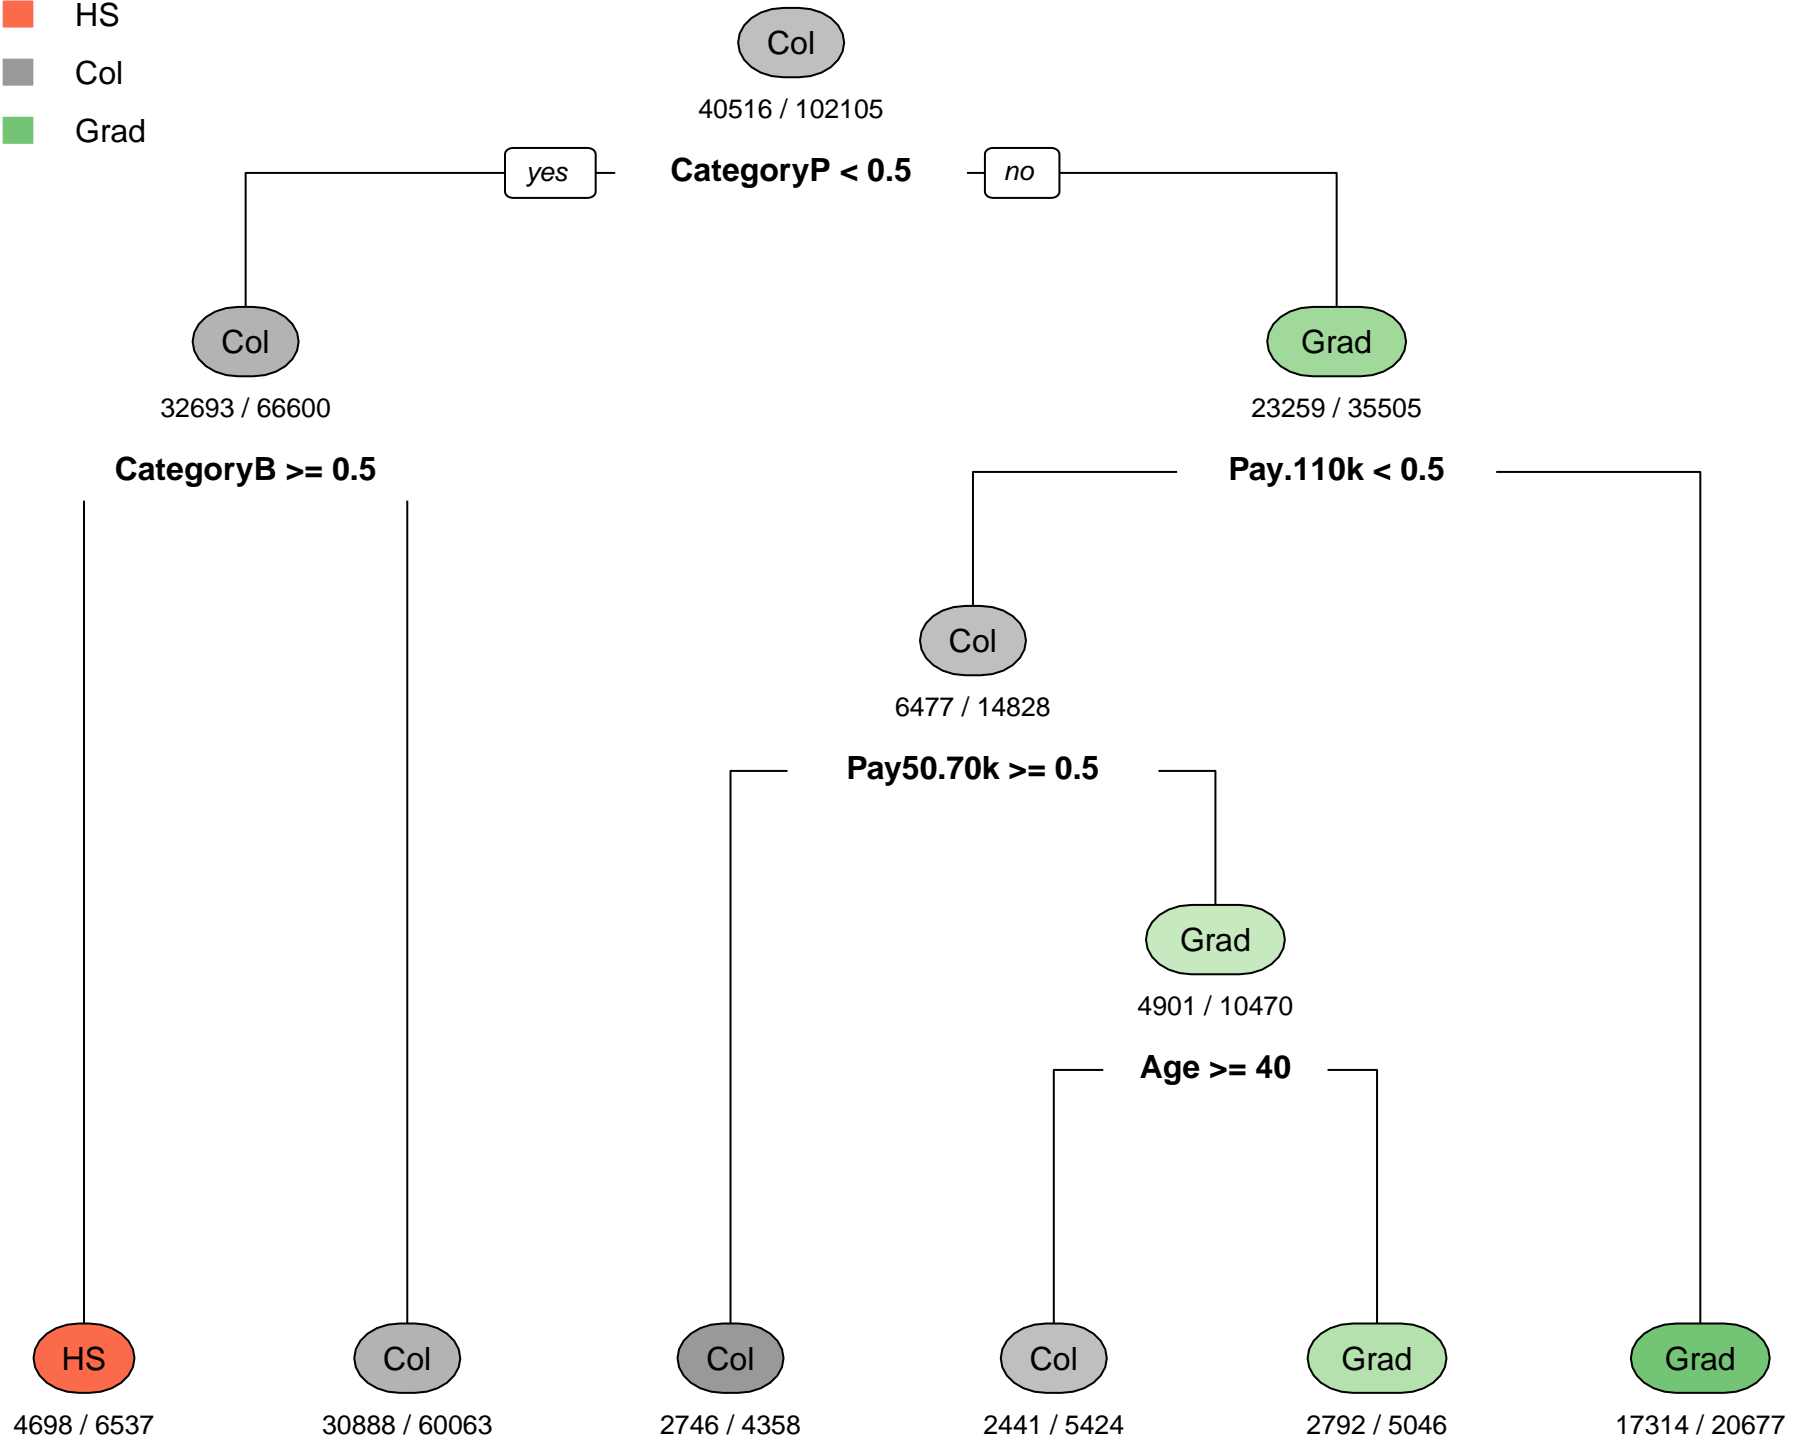 HS
Col
Grad
Col
40516 / 102105
yes CategoryP < 0.5 no
Col Grad
32693 / 66600 23259 / 35505
CategoryB >= 0.5 Pay.110k < 0.5
Col
6477 / 14828
Pay50.70k >= 0.5
Grad
4901 / 10470
Age >= 40
HS Col Col Col Grad Grad
4698 / 6537 30888 / 60063 2746 / 4358 2441 / 5424 2792 / 5046 17314 / 20677